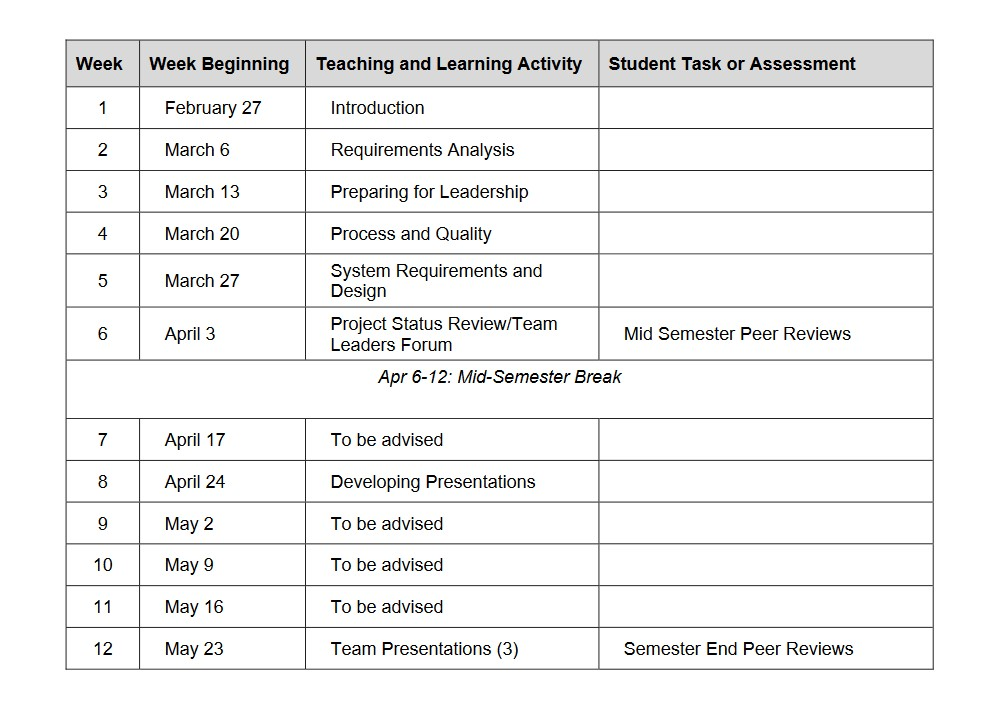 Week Week Beginning Teaching and Learning Activity Student Task or Assessment
1 February 27 Introduction
2 March 6 Requirements Analysis
3 March 13 Preparing for Leadership
4 March 20 Process and Quality
5 March 27 System Requirements and
Design
6 April 3 Project Status Review/Team
Leaders Forum Mid Semester Peer Reviews
Apr 6-12: Mid-Semester Break
7 April 17 To be advised
8 April 24 Developing Presentations
9 May 2 To be advised
10 May 9 To be advised
11 May 16 To be advised
12 May 23 Team Presentations (3) Semester End Peer Reviews